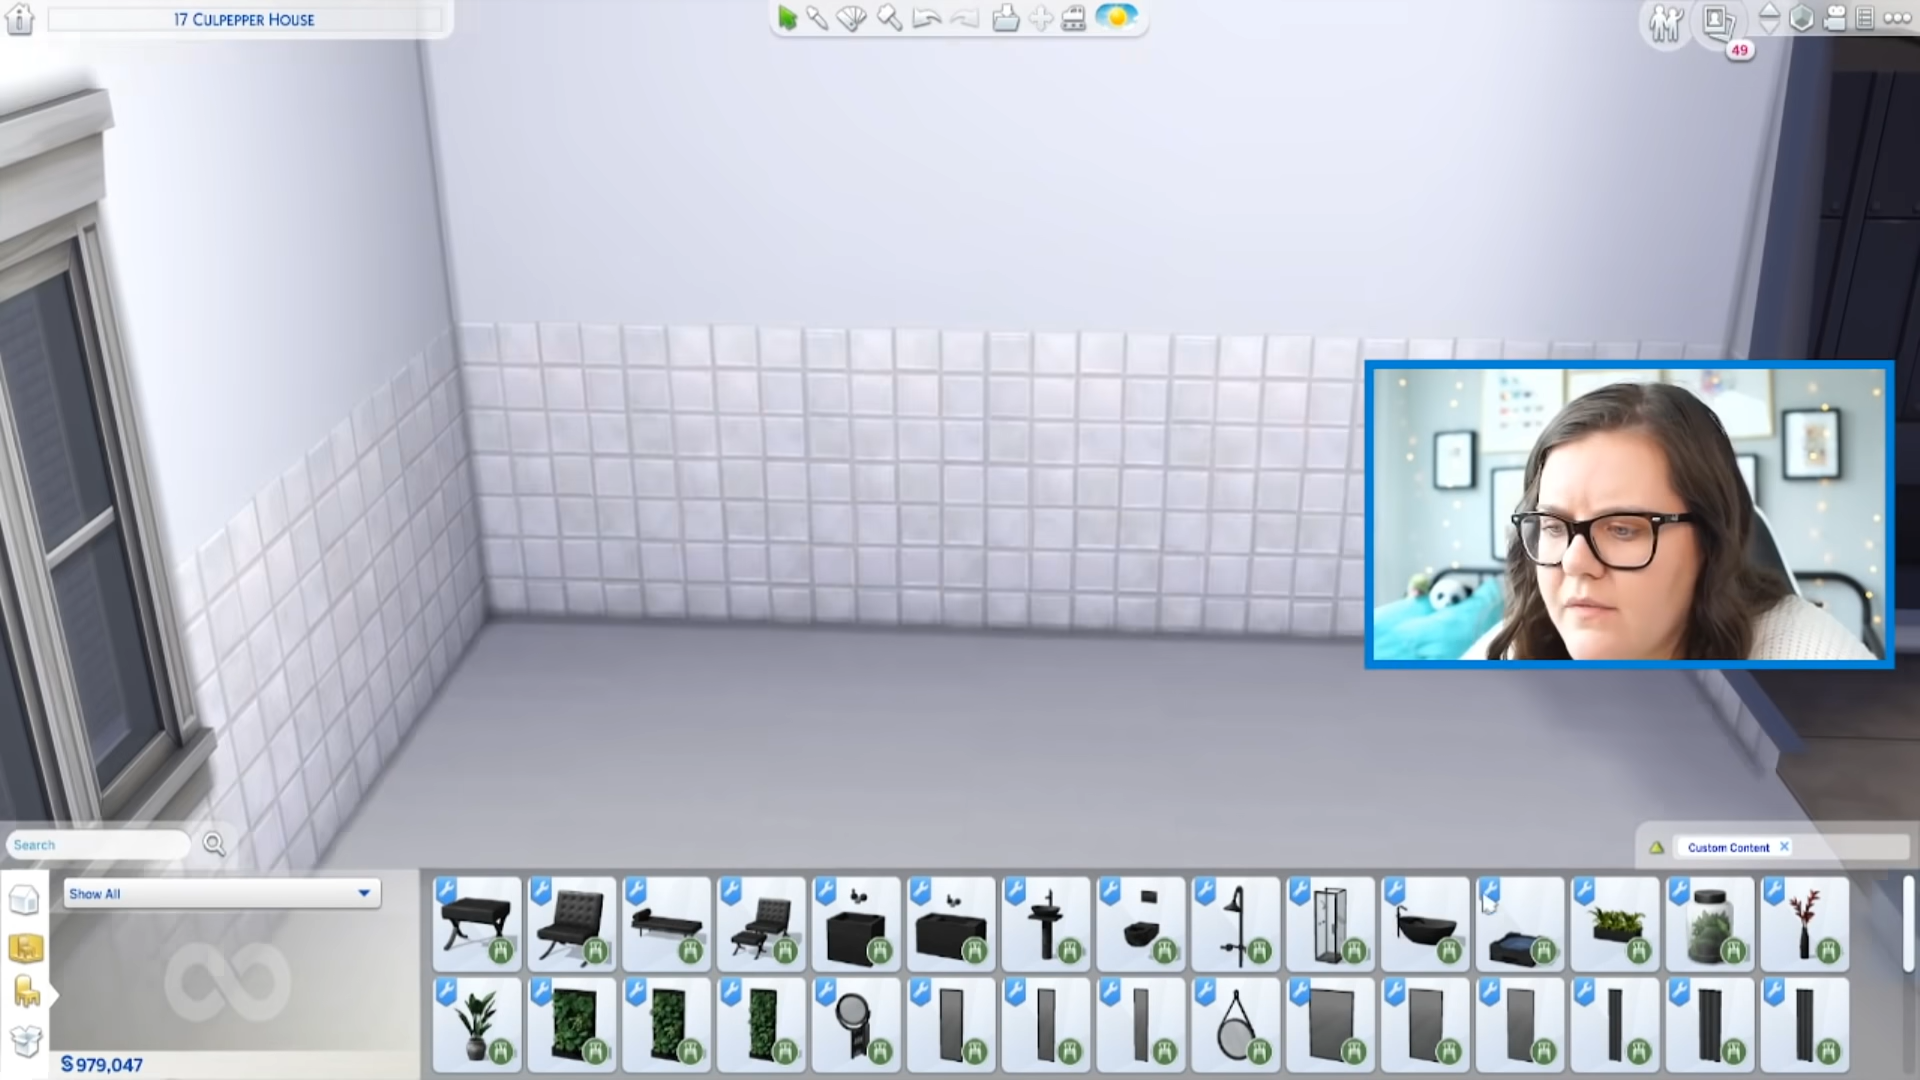 17 Culpepper House
49
Search
Custom Content
Show All
$979,047